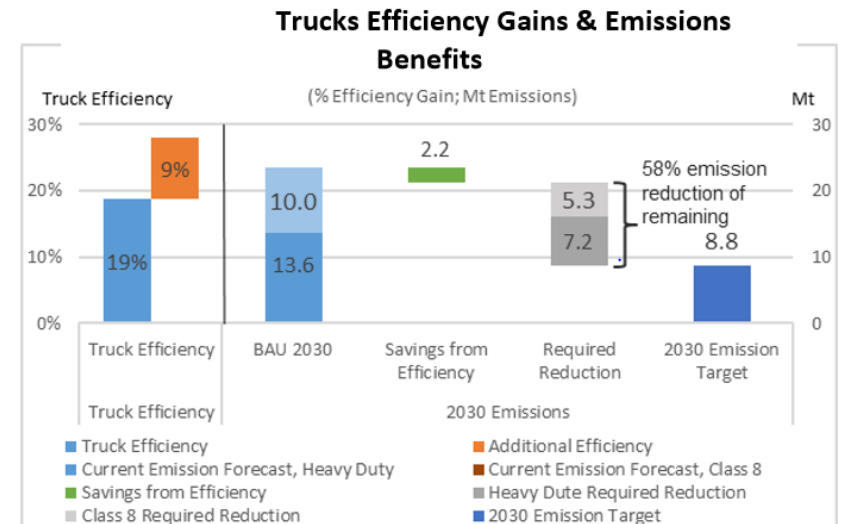 Trucks Efficiency Gains & Emissions
Benefits
Truck Efficiency
(% Efficiency Gain; Mt Emissions)
Mt
30%
20%
10%
0%
30
20
10
0
9%
19%
10.0
13.6
2.2
5.3
7.2
58% emission
reduction of
remaining
8.8
Truck Efficiency
BAU 2030
Savings from
Efficiency
Required
Reduction
2030 Emission
Target
Truck Efficiency
2030 Emissions
Truck Efficiency
Additional Efficiency
Current Emission Forecast, Heavy Duty
Current Emission Forecast, Class 8
Savings from Efficiency
Heavy Dute Required Reduction
Class 8 Required Reduction
2030 Emission Target